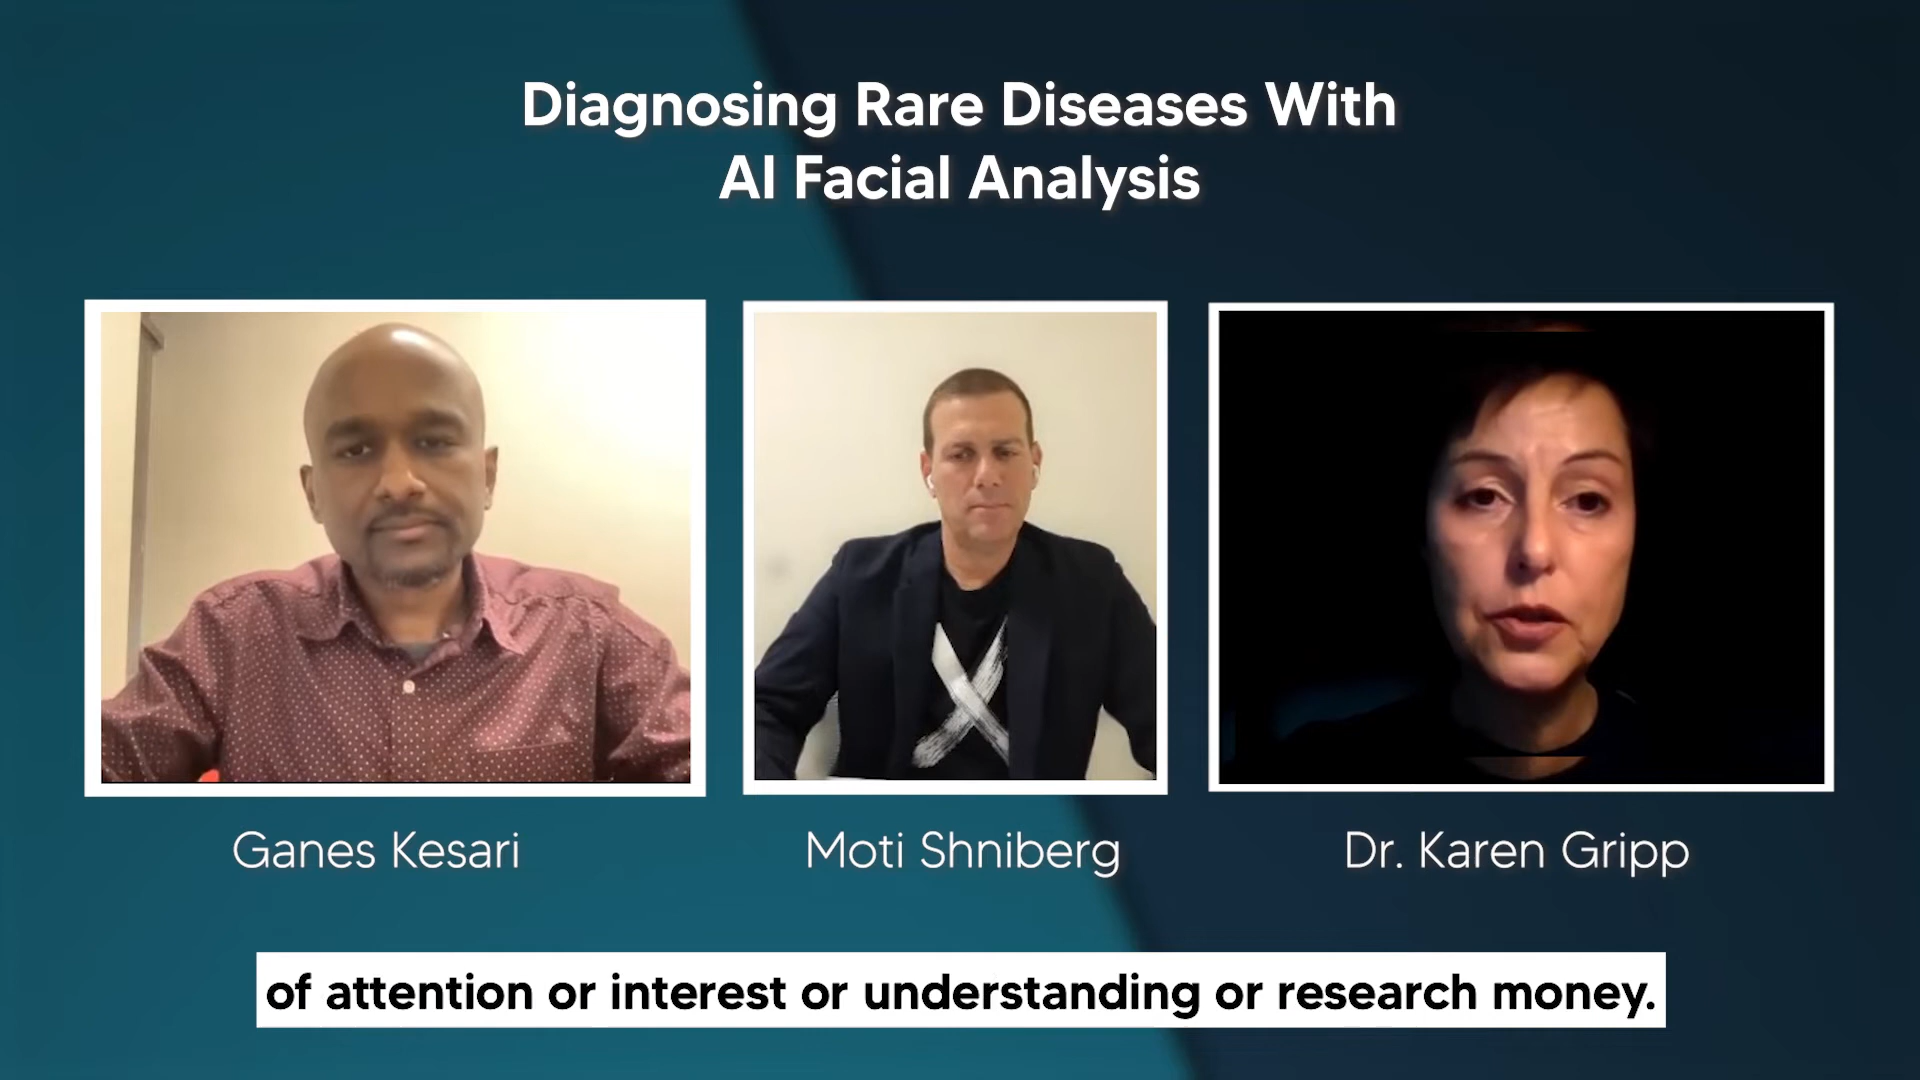 Diagnosing Rare Diseases With
AI Facial Analysis
Ganes Kesari
Moti Shniberg
Dr. Karen Gripp
of attention or interest or understanding or research money.